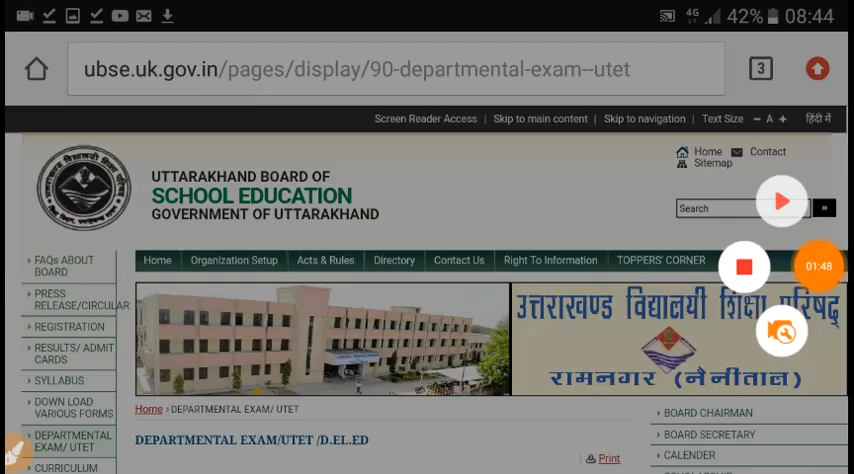 4G 42% 08:44
ubse.uk.gov.in/pages/display/90-departmental-exam--utet
3
Screen Reader Access | Skip to main content | Skip to navigation | Text Size − A + हिंदी में
Home Contact
Sitemap
UTTARAKHAND BOARD OF
SCHOOL EDUCATION
GOVERNMENT OF UTTARAKHAND
Search »
Home Organization Setup Acts & Rules Directory Contact Us Right To Information TOPPERS' CORNER
01:48
FAQs ABOUT
BOARD
PRESS
RELEASE/CIRCULAR
REGISTRATION
RESULTS/ ADMIT
CARDS
SYLLABUS
DOWN LOAD
VARIOUS FORMS
DEPARTMENTAL
EXAM/ UTET
CURRICULUM
उत्तराखण्ड विद्यालयी शिक्षा परिषद्
रामनगर (नैनीताल)
Home › DEPARTMENTAL EXAM/ UTET
DEPARTMENTAL EXAM/UTET /D.EL.ED
Print
BOARD CHAIRMAN
BOARD SECRETARY
CALENDER